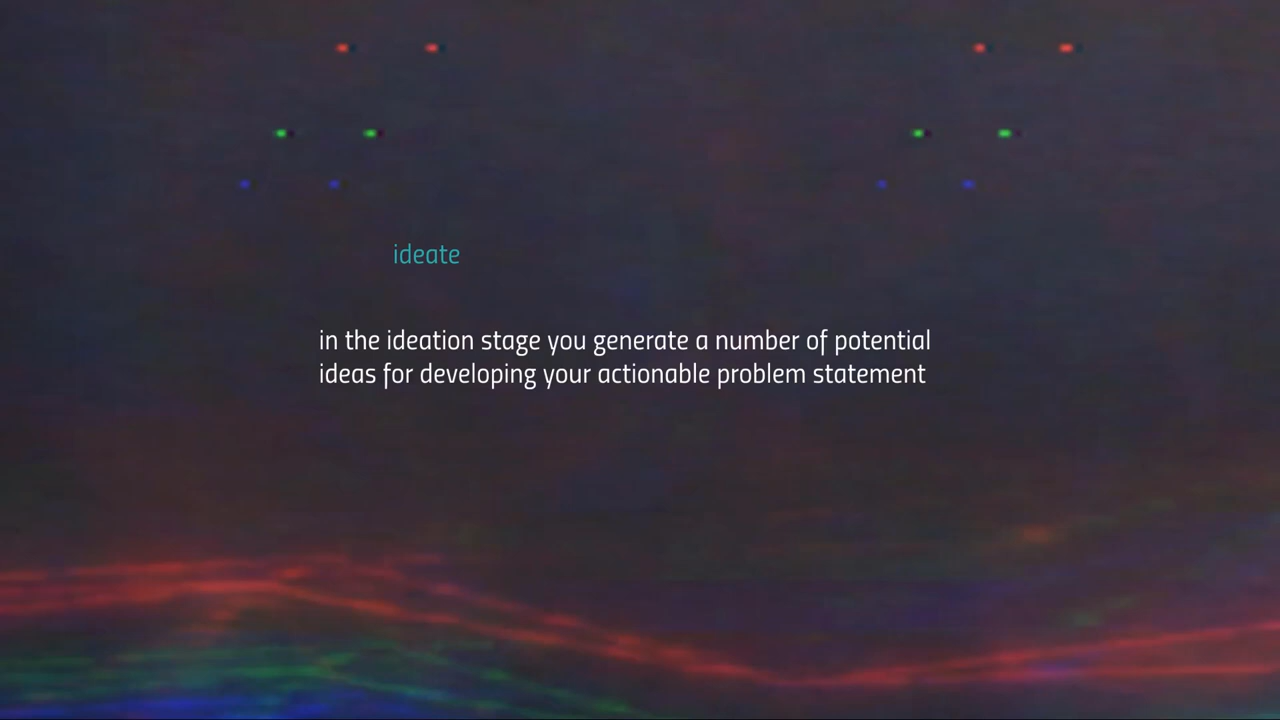 ideate
in the ideation stage you generate a number of potential
ideas for developing your actionable problem statement